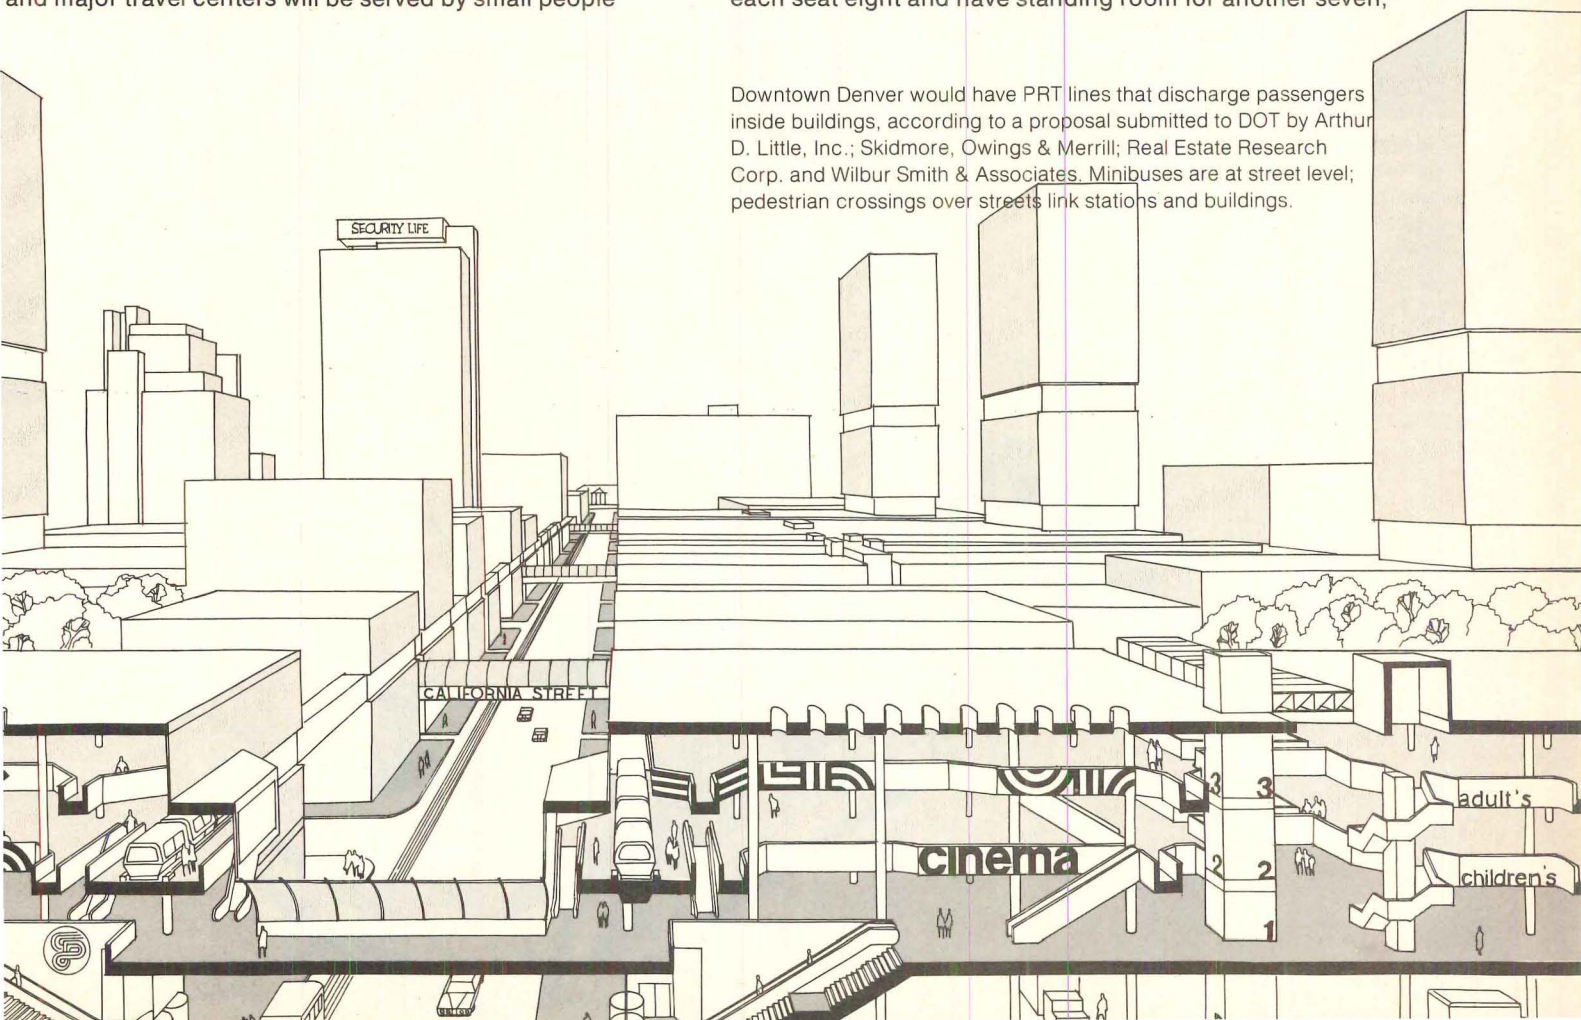 and major travel centers will be served by small people
each seat eight and have standing room for another seven,
Downtown Denver would have PRT lines that discharge passengers
inside buildings, according to a proposal submitted to DOT by Arthur
D. Little, Inc.; Skidmore, Owings & Merrill; Real Estate Research
Corp. and Wilbur Smith & Associates. Minibuses are at street level;
pedestrian crossings over streets link stations and buildings.
SECURITY LIFE
CALIFORNIA STREET
3 3
adult's
cinema
2 2
children's
1